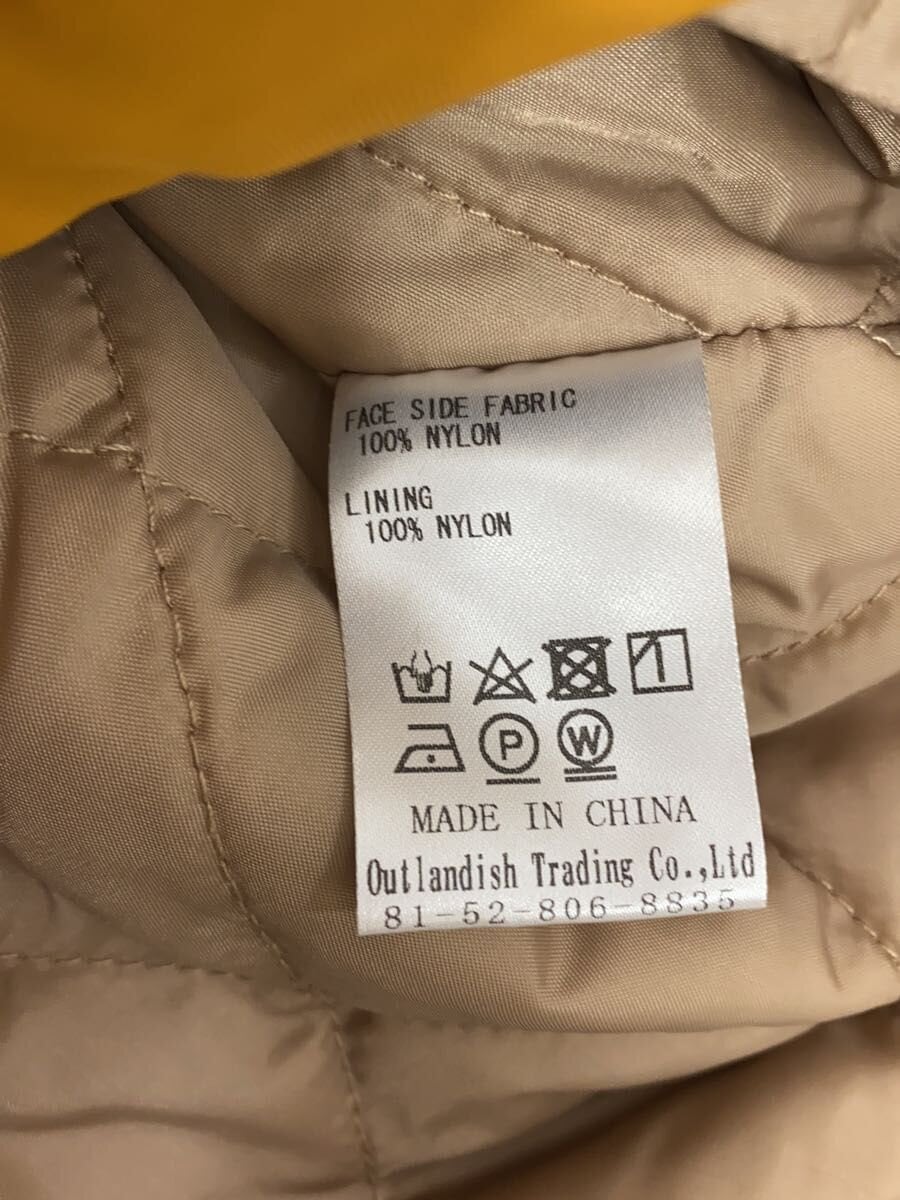 FACE SIDE FABRIC
100% NYLON
LINING
100% NYLON
P W
MADE IN CHINA
Outlandish Trading Co.,Ltd
81-52-806-8835